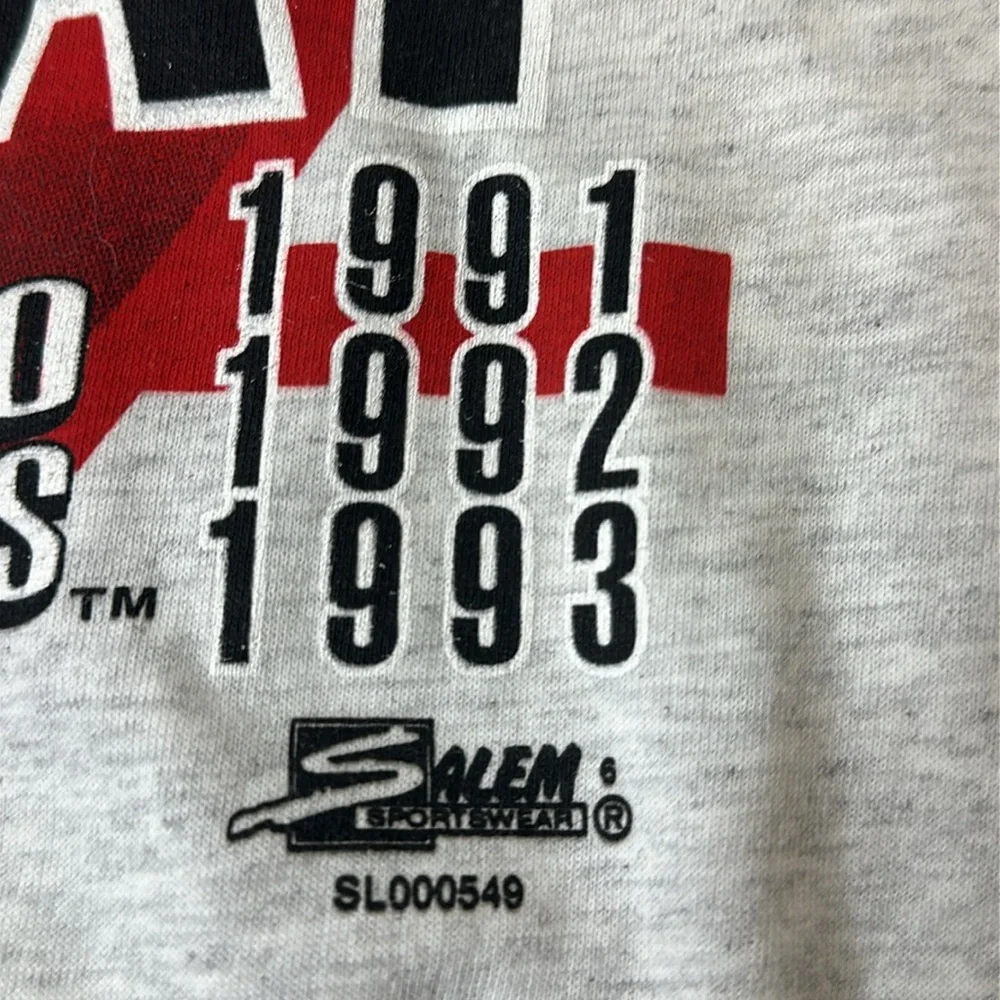 1991
O
1992
S TM
1993
SALEM 6
SPORTSWEAR ®
SL000549